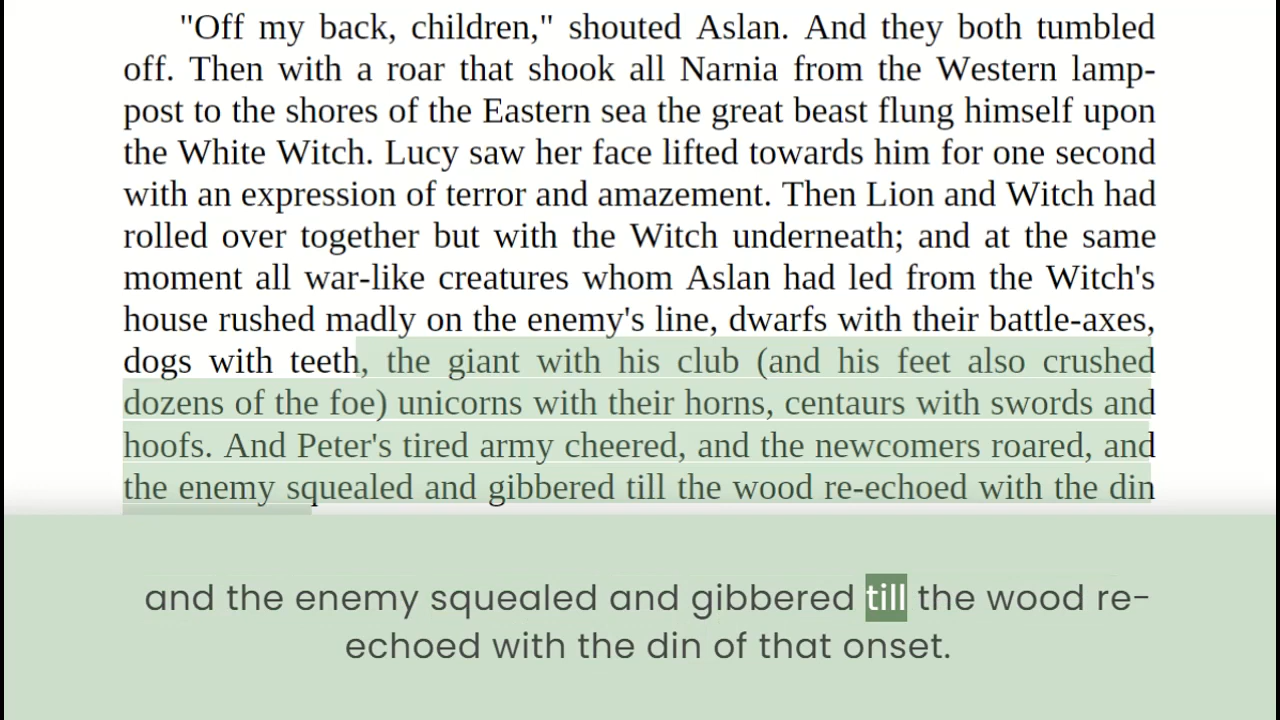 "Off my back, children," shouted Aslan. And they both tumbled
off. Then with a roar that shook all Narnia from the Western lamp-
post to the shores of the Eastern sea the great beast flung himself upon
the White Witch. Lucy saw her face lifted towards him for one second
with an expression of terror and amazement. Then Lion and Witch had
rolled over together but with the Witch underneath; and at the same
moment all war-like creatures whom Aslan had led from the Witch's
house rushed madly on the enemy's line, dwarfs with their battle-axes,
dogs with teeth, the giant with his club (and his feet also crushed
dozens of the foe) unicorns with their horns, centaurs with swords and
hoofs. And Peter's tired army cheered, and the newcomers roared, and
the enemy squealed and gibbered till the wood re-echoed with the din
and the enemy squealed and gibbered till the wood re-
echoed with the din of that onset.